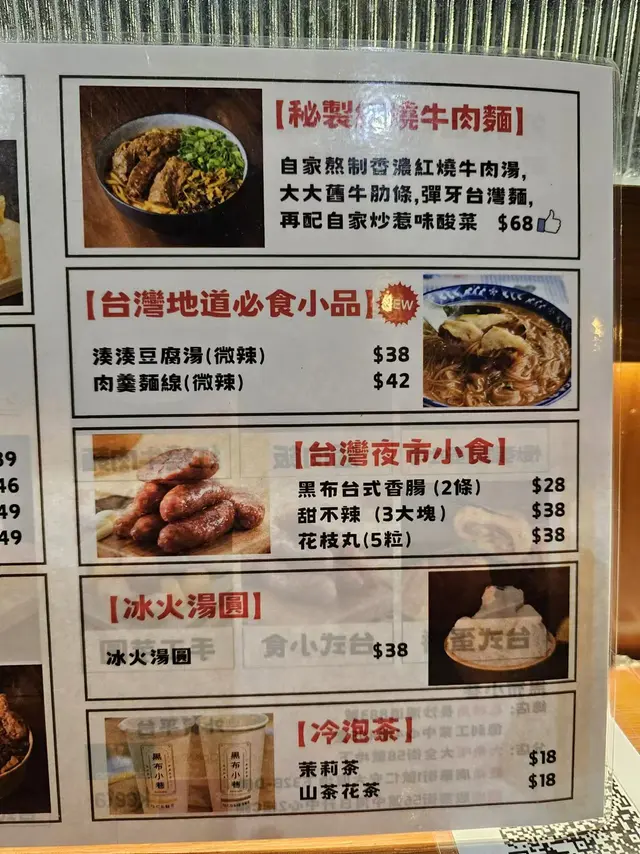 【秘製紅燒牛肉麵】
自家熬制香濃紅燒牛肉湯,
大大舊牛肋條,彈牙台灣麵,
再配自家炒惹味酸菜 $68
【台灣地道必食小品】NEW
湊湊豆腐湯(微辣) $38
肉羹麵線(微辣) $42
【台灣夜市小食】
黑布台式香腸(2條) $28
甜不辣 (3大塊) $38
花枝丸(5粒) $38
【冰火湯圓】
冰火湯圓 $38
【冷泡茶】
茉莉茶 $18
山茶花茶 $18
黑布小巷
黑布小巷
39
46
49
49